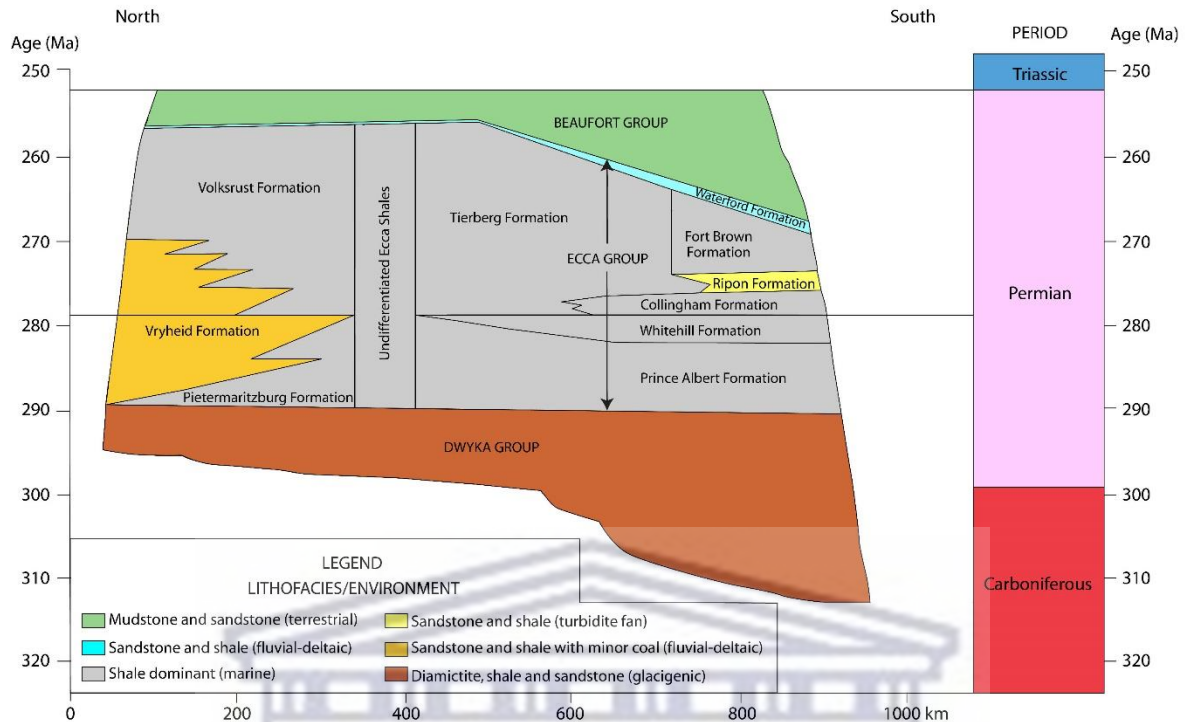 North
South
Age (Ma)
PERIOD
Age (Ma)
250
Triassic
250
BEAUFORT GROUP
260
260
Volksrust Formation
Waterford Formation
Tierberg Formation
Fort Brown
Formation
ECCA GROUP
270
270
Undifferentiated Ecca Shales
Ripon Formation
Permian
Collingham Formation
280
Vryheid Formation
Whitehill Formation
280
Prince Albert Formation
Pietermaritzburg Formation
290
290
DWYKA GROUP
300
300
LEGEND
LITHOFACIES/ENVIRONMENT
310
Carboniferous
310
Mudstone and sandstone (terrestrial)
Sandstone and shale (turbidite fan)
Sandstone and shale (fluvial-deltaic)
Sandstone and shale with minor coal (fluvial-deltaic)
Shale dominant (marine)
Diamictite, shale and sandstone (glacigenic)
320
320
0
200
400
600
800
1000 km